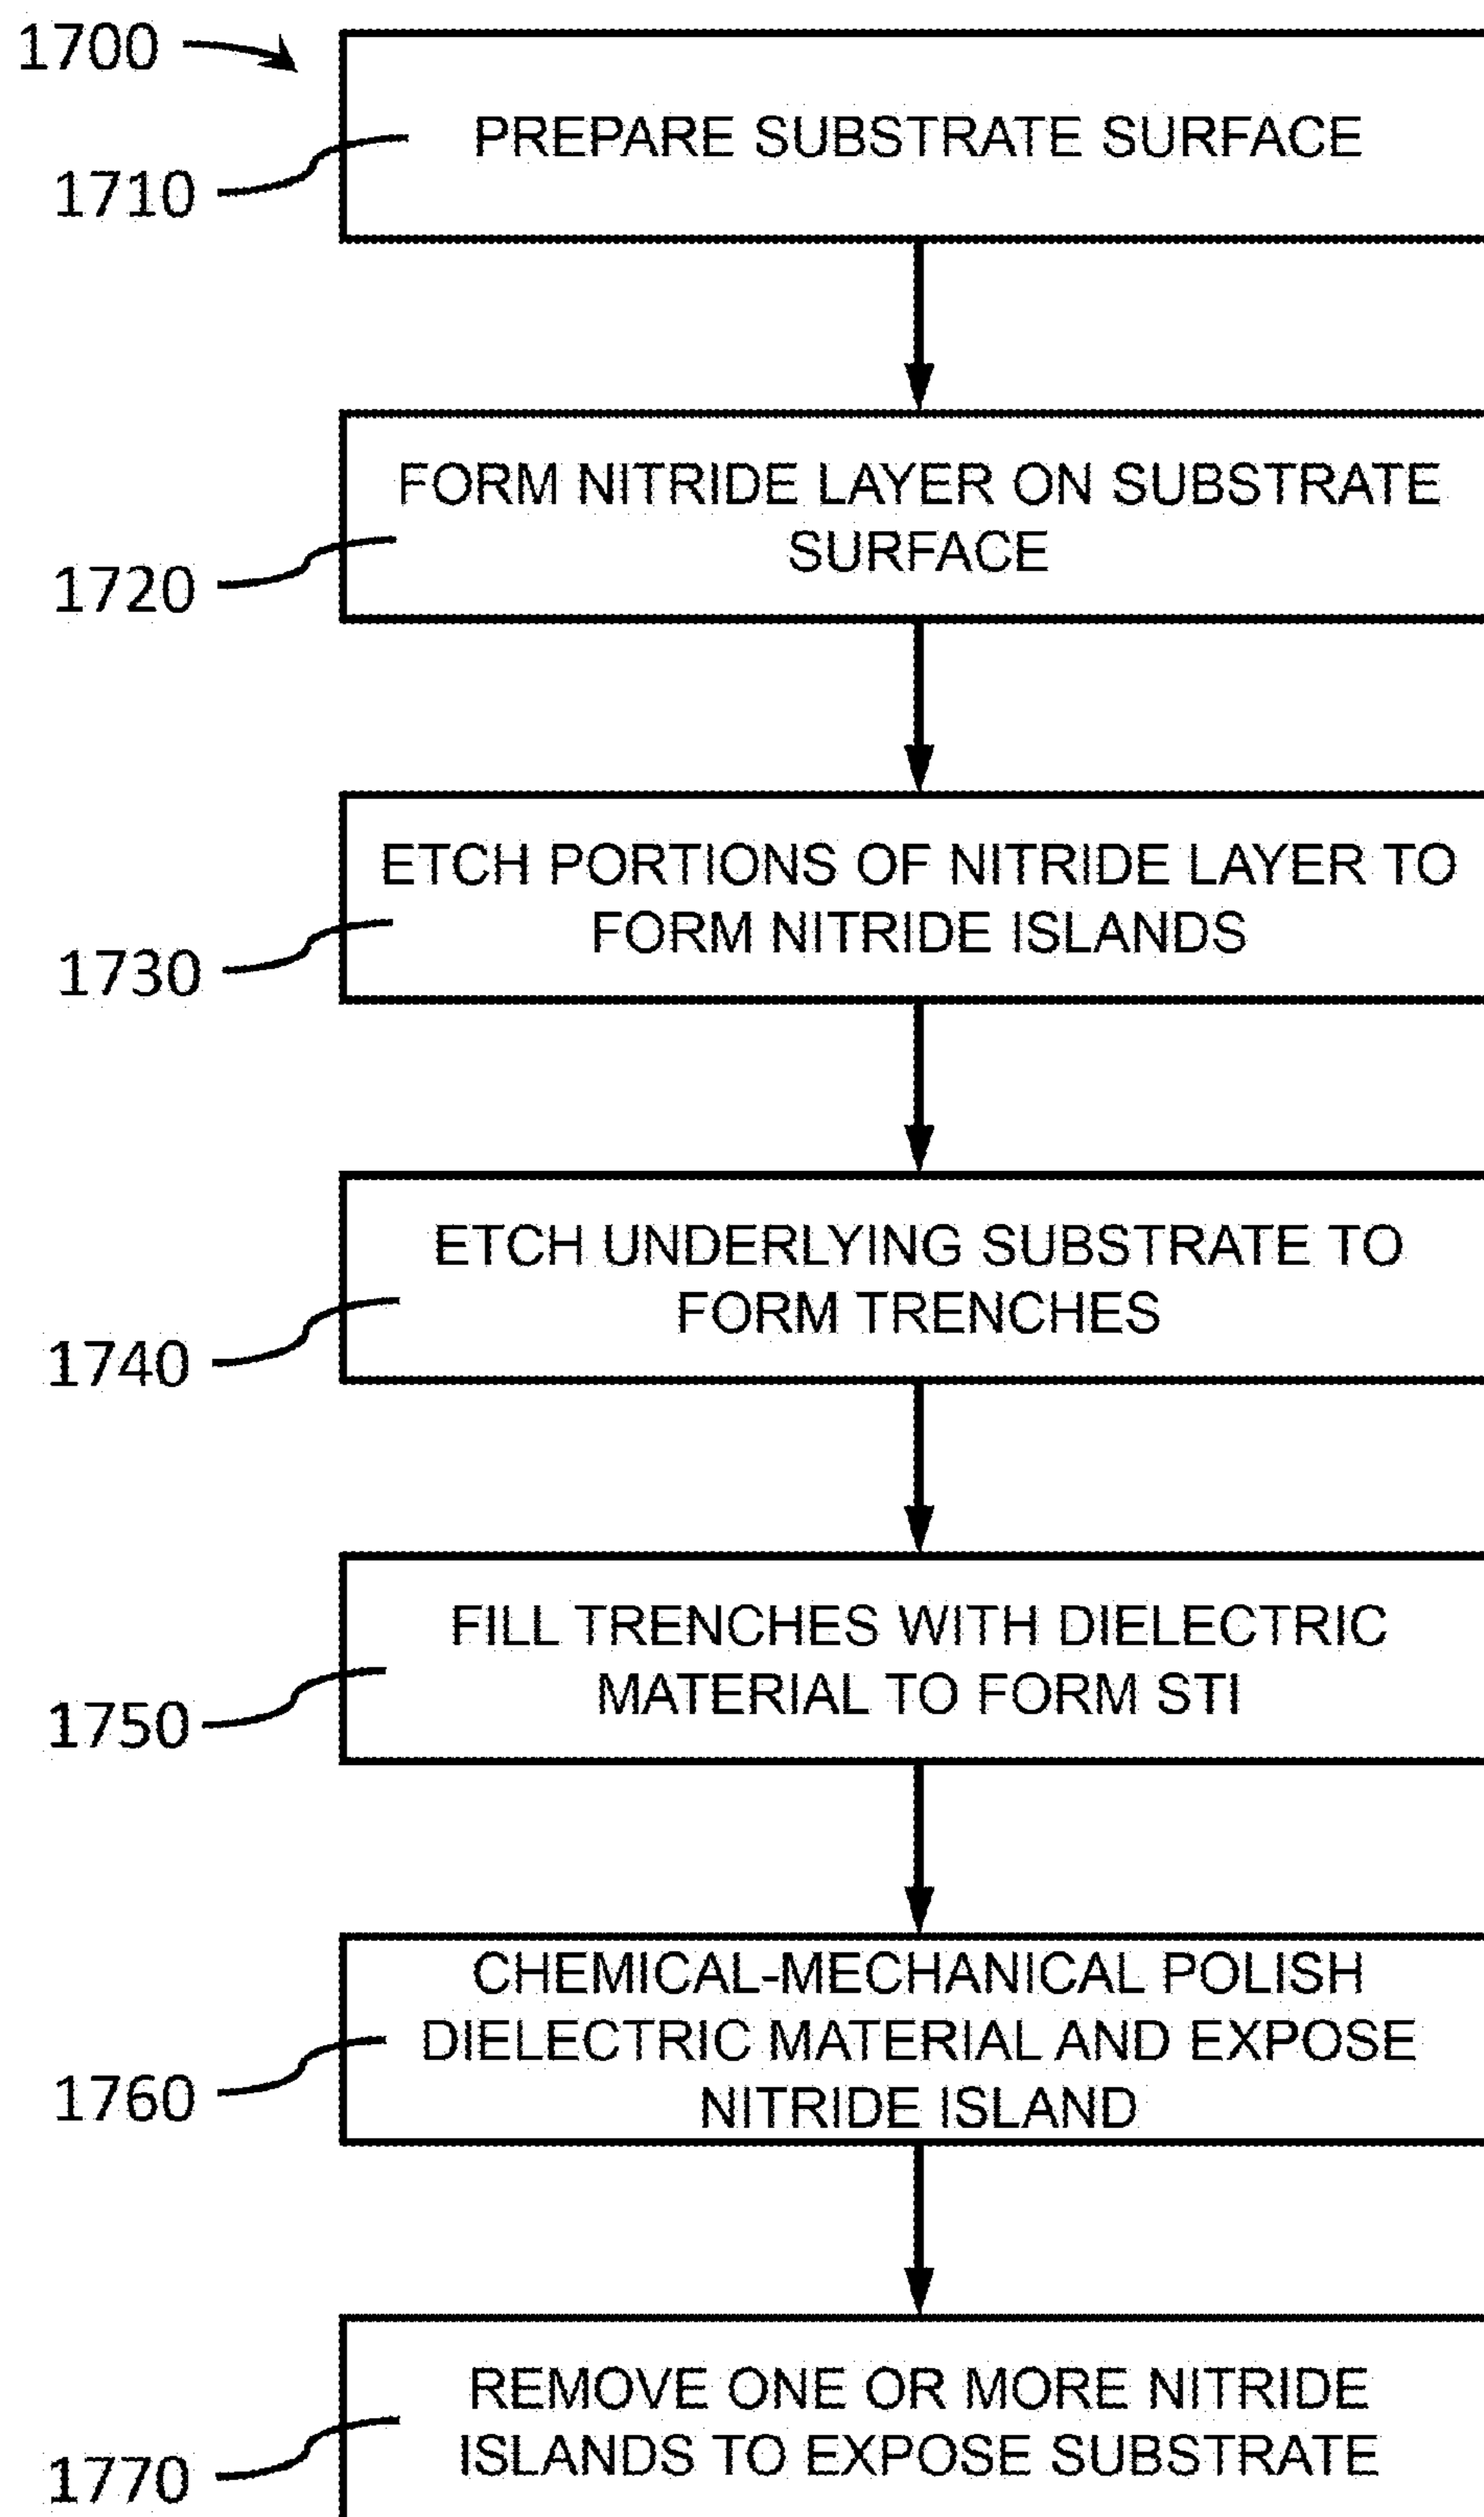 1700
PREPARE SUBSTRATE SURFACE
1710
FORM NITRIDE LAYER ON SUBSTRATE
SURFACE
1720
ETCH PORTIONS OF NITRIDE LAYER TO
FORM NITRIDE ISLANDS
1730
ETCH UNDERLYING SUBSTRATE TO
FORM TRENCHES
1740
FILL TRENCHES WITH DIELECTRIC
MATERIAL TO FORM STI
1750
CHEMICAL-MECHANICAL POLISH
DIELECTRIC MATERIAL AND EXPOSE
NITRIDE ISLAND
1760
REMOVE ONE OR MORE NITRIDE
ISLANDS TO EXPOSE SUBSTRATE
1770